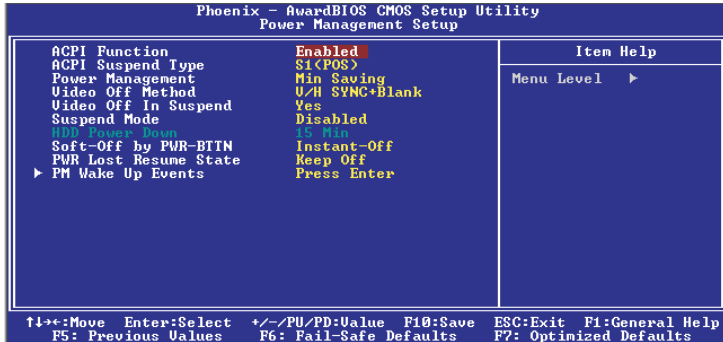 Phoenix - AwardBIOS CMOS Setup Utility
Power Management Setup
ACPI Function Enabled
ACPI Suspend Type S1(POS)
Power Management Min Saving
Video Off Method V/H SYNC+Blank
Video Off In Suspend Yes
Suspend Mode Disabled
HDD Power Down 15 Min
Soft-Off by PWR-BTTN Instant-Off
PWR Lost Resume State Keep Off
▶ PM Wake Up Events Press Enter
Item Help
Menu Level ▶
↑↓→←:Move Enter:Select +/-/PU/PD:Value F10:Save ESC:Exit F1:General Help
F5: Previous Values F6: Fail-Safe Defaults F7: Optimized Defaults